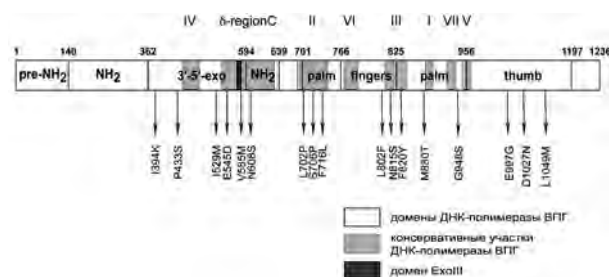 IV δ-regionC II VI III I VII V
1 140 362 594 639 701 766 825 956 1197 1236
pre-NH2 NH2 3'-5'-exo NH2 palm fingers palm thumb
I394K P433S I529M E545D V585M N608S L702P S706P F716L L802F N815S F820Y M880T G948S E997G D1027N L1049M
домены ДНК-полимеразы ВПГ
консервативные участки
ДНК-полимеразы ВПГ
домен ExoIII